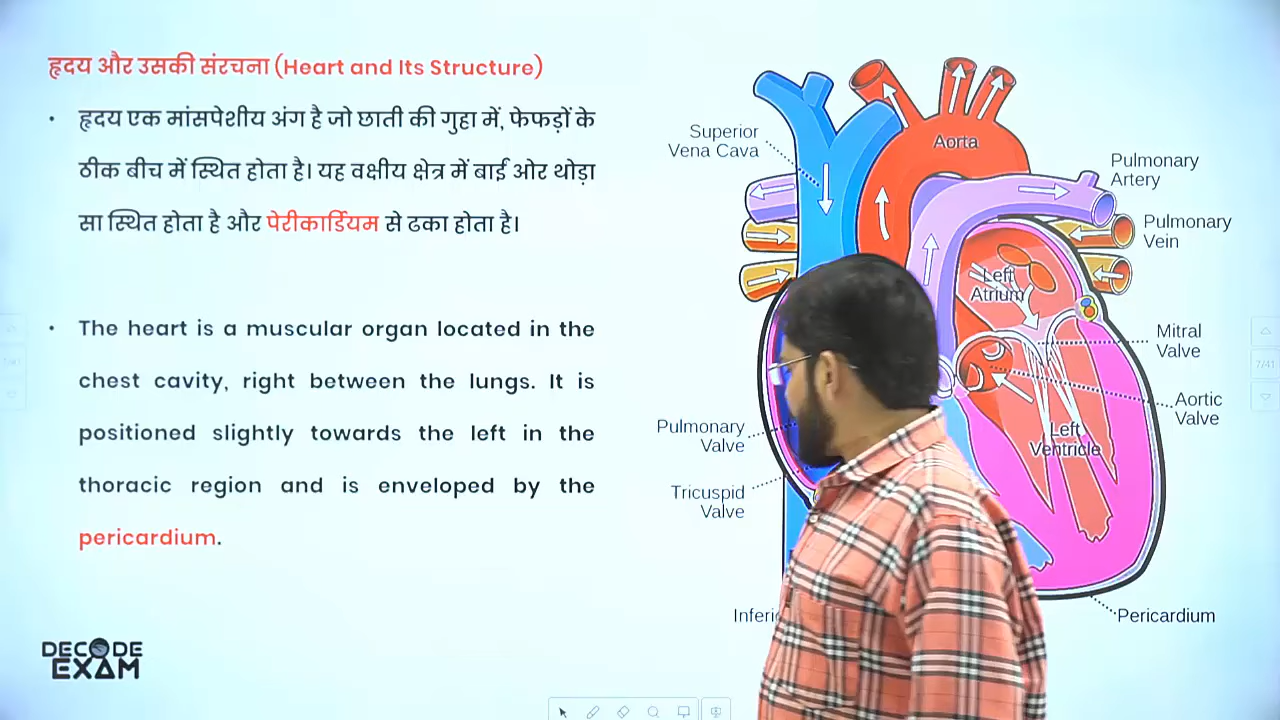 हृदय और उसकी संरचना (Heart and Its Structure)
• हृदय एक मांसपेशीय अंग है जो छाती की गुहा में, फेफड़ों के
ठीक बीच में स्थित होता है। यह वक्षीय क्षेत्र में बाईं ओर थोड़ा
सा स्थित होता है और पेरीकार्डियम से ढका होता है।
• The heart is a muscular organ located in the
chest cavity, right between the lungs. It is
positioned slightly towards the left in the
thoracic region and is enveloped by the
pericardium.
DECODE
EXAM
Superior
Vena Cava
Aorta
Pulmonary
Artery
Pulmonary
Vein
Left
Atrium
Mitral
Valve
Aortic
Valve
Left
Ventricle
Pulmonary
Valve
Tricuspid
Valve
Pericardium
7/41